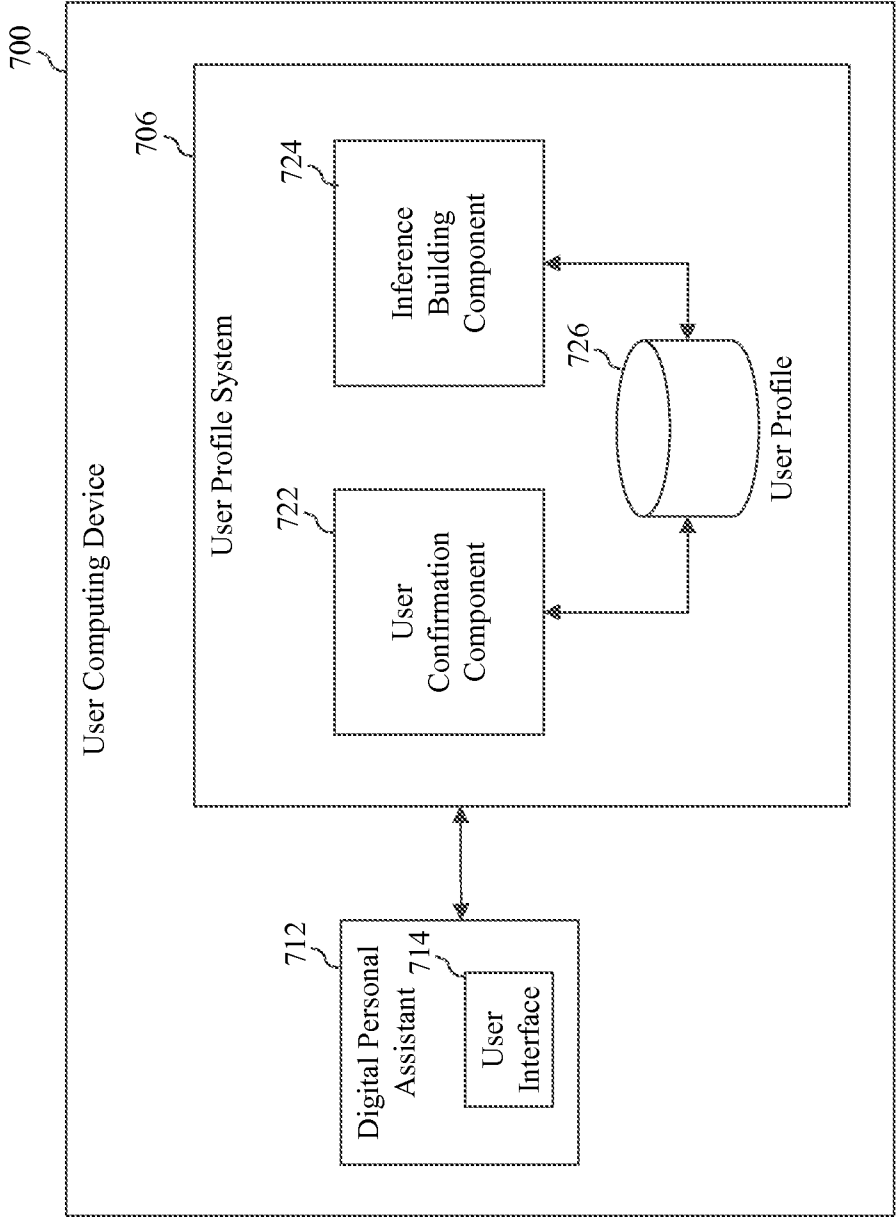 700
User Computing Device
706
User Profile System
712
Digital Personal
Assistant
714
User
Interface
722
User
Confirmation
Component
724
Inference
Building
Component
726
User Profile